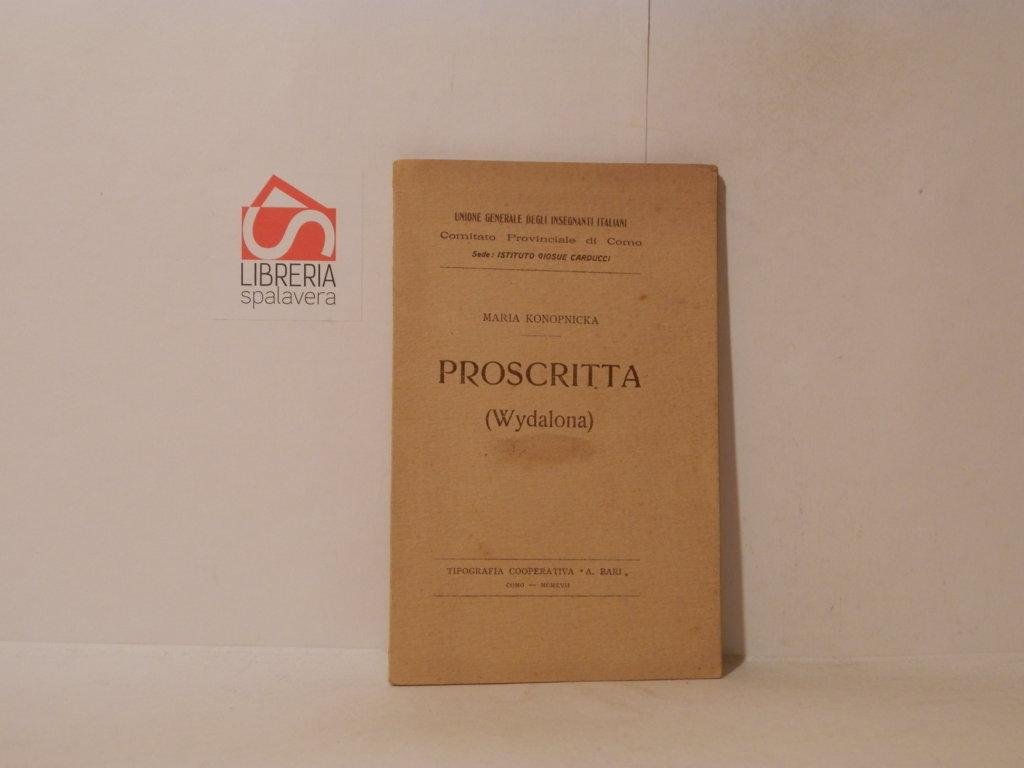 LIBRERIA
spalavera
UNIONE GENERALE DEGLI INSEGNANTI ITALIANI
Comitato Provinciale di Como
Sede: ISTITUTO GIOSUE CARDUCCI
MARIA KONOPNICKA
PROSCRITTA
(Wydalona)
TIPOGRAFIA COOPERATIVA "A. BARI„
COMO — MCMXVII